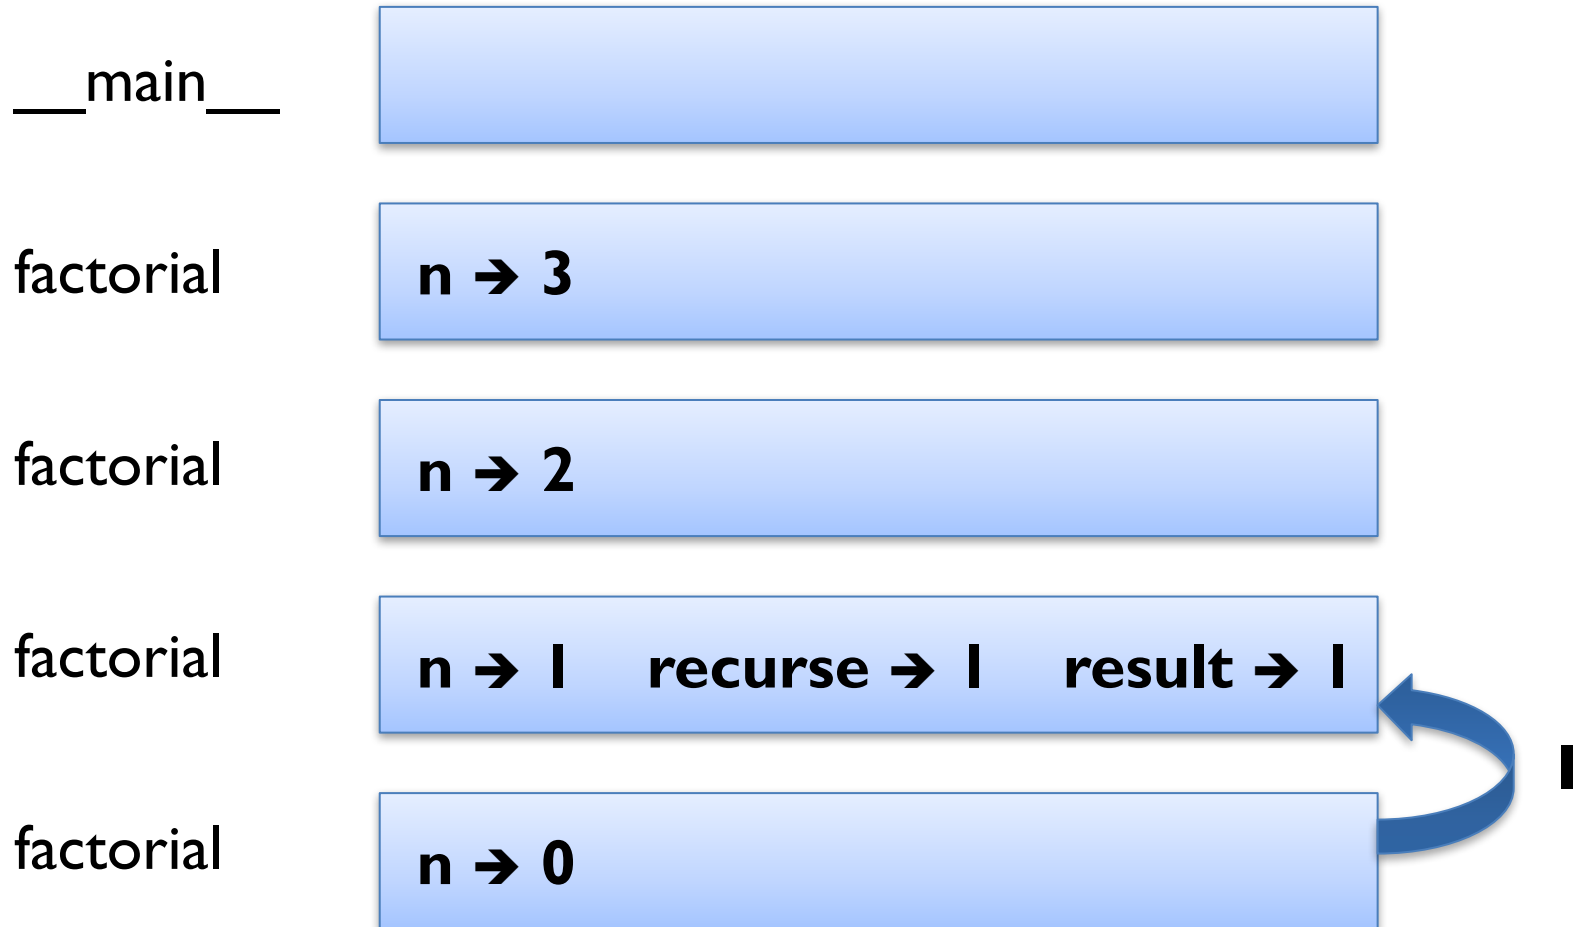 __main__
factorial n ➔ 3
factorial n ➔ 2
factorial n ➔ 1 recurse ➔ 1 result ➔ 1
1
factorial n ➔ 0